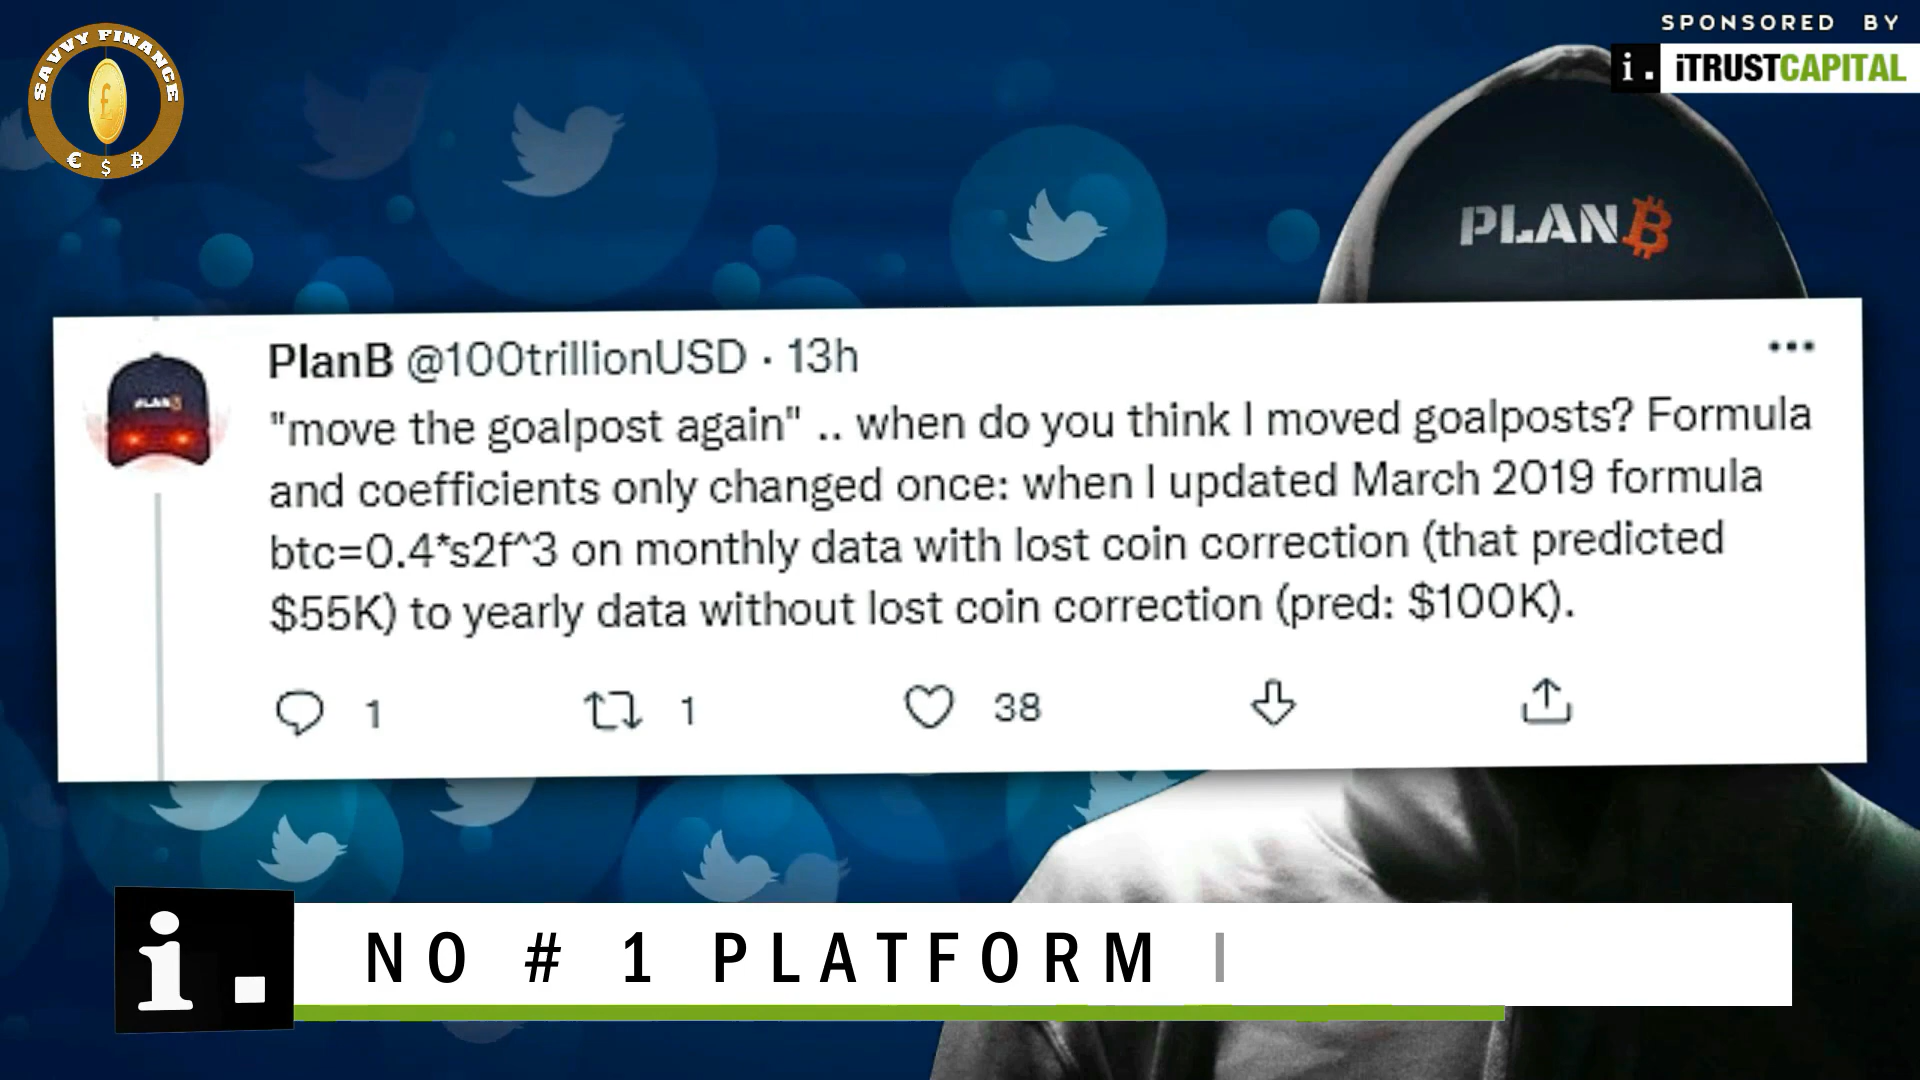 SAVVY FINANCE
£
€ $ ₿
SPONSORED BY
i. iTRUSTCAPITAL
PLAN₿
PlanB @100trillionUSD · 13h
PLANB
"move the goalpost again" .. when do you think I moved goalposts? Formula
and coefficients only changed once: when I updated March 2019 formula
btc=0.4*s2f^3 on monthly data with lost coin correction (that predicted
$55K) to yearly data without lost coin correction (pred: $100K).
1 1 38
i. NO # 1 PLATFORM I